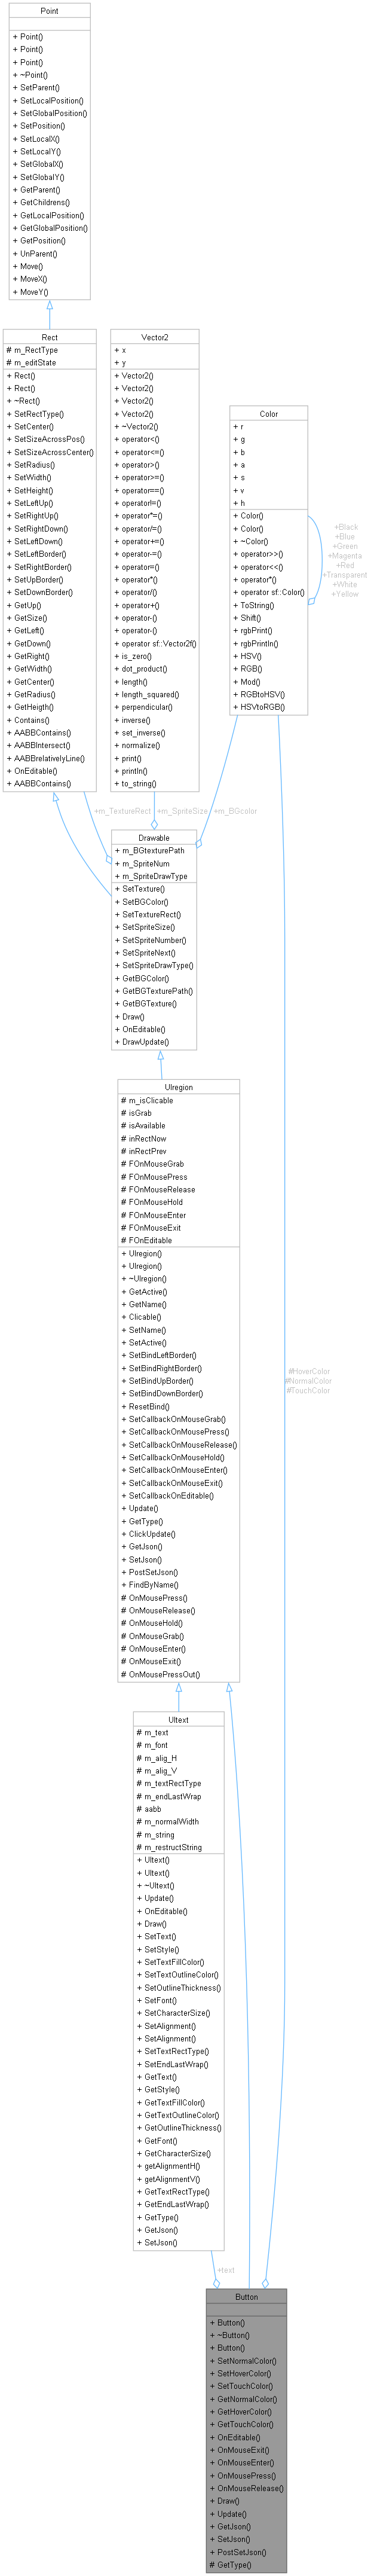 Point
+ Point()
+ Point()
+ Point()
+ ~Point()
+ SetParent()
+ SetLocalPosition()
+ SetGlobalPosition()
+ SetPosition()
+ SetLocalX()
+ SetLocalY()
+ SetGlobalX()
+ SetGlobalY()
+ GetParent()
+ GetChildrens()
+ GetLocalPosition()
+ GetGlobalPosition()
+ GetPosition()
+ UnParent()
+ Move()
+ MoveX()
+ MoveY()
Rect
# m_RectType
# m_editState
+ Rect()
+ Rect()
+ ~Rect()
+ SetRectType()
+ SetCenter()
+ SetSizeAcrossPos()
+ SetSizeAcrossCenter()
+ SetRadius()
+ SetWidth()
+ SetHeight()
+ SetLeftUp()
+ SetRightUp()
+ SetRightDown()
+ SetLeftDown()
+ SetLeftBorder()
+ SetRightBorder()
+ SetUpBorder()
+ SetDownBorder()
+ GetUp()
+ GetSize()
+ GetLeft()
+ GetDown()
+ GetRight()
+ GetWidth()
+ GetCenter()
+ GetRadius()
+ GetHeigth()
+ Contains()
+ AABBContains()
+ AABBIntersect()
+ AABBrelativelyLine()
+ OnEditable()
+ AABBContains()
Vector2
+ x
+ y
+ Vector2()
+ Vector2()
+ Vector2()
+ Vector2()
+ ~Vector2()
+ operator<()
+ operator<=()
+ operator>()
+ operator>=()
+ operator==()
+ operator!=()
+ operator*=()
+ operator/=()
+ operator+=()
+ operator-=()
+ operator=()
+ operator*()
+ operator/()
+ operator+()
+ operator-()
+ operator-()
+ operator sf::Vector2f()
+ is_zero()
+ dot_product()
+ length()
+ length_squared()
+ perpendicular()
+ inverse()
+ set_inverse()
+ normalize()
+ print()
+ println()
+ to_string()
Color
+ r
+ g
+ b
+ a
+ s
+ v
+ h
+ Color()
+ Color()
+ ~Color()
+ operator>>()
+ operator<<()
+ operator*()
+ operator sf::Color()
+ ToString()
+ Shift()
+ rgbPrint()
+ rgbPrintln()
+ HSV()
+ RGB()
+ Mod()
+ RGBtoHSV()
+ HSVtoRGB()
+Black
+Blue
+Green
+Magenta
+Red
+Transparent
+White
+Yellow
+m_TextureRect
+m_SpriteSize
+m_BGcolor
Drawable
+ m_BGtexturePath
+ m_SpriteNum
+ m_SpriteDrawType
+ SetTexture()
+ SetBGColor()
+ SetTextureRect()
+ SetSpriteSize()
+ SetSpriteNumber()
+ SetSpriteNext()
+ SetSpriteDrawType()
+ GetBGColor()
+ GetBGTexturePath()
+ GetBGTexture()
+ Draw()
+ OnEditable()
+ DrawUpdate()
UIregion
# m_isClicable
# isGrab
# isAvailable
# inRectNow
# inRectPrev
# FOnMouseGrab
# FOnMousePress
# FOnMouseRelease
# FOnMouseHold
# FOnMouseEnter
# FOnMouseExit
# FOnEditable
+ UIregion()
+ UIregion()
+ ~UIregion()
+ GetActive()
+ GetName()
+ Clicable()
+ SetName()
+ SetActive()
+ SetBindLeftBorder()
+ SetBindRightBorder()
+ SetBindUpBorder()
+ SetBindDownBorder()
+ ResetBind()
+ SetCallbackOnMouseGrab()
+ SetCallbackOnMousePress()
+ SetCallbackOnMouseRelease()
+ SetCallbackOnMouseHold()
+ SetCallbackOnMouseEnter()
+ SetCallbackOnMouseExit()
+ SetCallbackOnEditable()
+ Update()
+ GetType()
+ ClickUpdate()
+ GetJson()
+ SetJson()
+ PostSetJson()
+ FindByName()
# OnMousePress()
# OnMouseRelease()
# OnMouseHold()
# OnMouseGrab()
# OnMouseEnter()
# OnMouseExit()
# OnMousePressOut()
#HoverColor
#NormalColor
#TouchColor
UItext
# m_text
# m_font
# m_alig_H
# m_alig_V
# m_textRectType
# m_endLastWrap
# aabb
# m_normalWidth
# m_string
# m_restructString
+ UItext()
+ UItext()
+ ~UItext()
+ Update()
+ OnEditable()
+ Draw()
+ SetText()
+ SetStyle()
+ SetTextFillColor()
+ SetTextOutlineColor()
+ SetOutlineThickness()
+ SetFont()
+ SetCharacterSize()
+ SetAlignment()
+ SetAlignment()
+ SetTextRectType()
+ SetEndLastWrap()
+ GetText()
+ GetStyle()
+ GetTextFillColor()
+ GetTextOutlineColor()
+ GetOutlineThickness()
+ GetFont()
+ GetCharacterSize()
+ getAlignmentH()
+ getAlignmentV()
+ GetTextRectType()
+ GetEndLastWrap()
+ GetType()
+ GetJson()
+ SetJson()
+text
Button
+ Button()
+ ~Button()
+ Button()
+ SetNormalColor()
+ SetHoverColor()
+ SetTouchColor()
+ GetNormalColor()
+ GetHoverColor()
+ GetTouchColor()
+ OnEditable()
+ OnMouseExit()
+ OnMouseEnter()
+ OnMousePress()
+ OnMouseRelease()
+ Draw()
+ Update()
+ GetJson()
+ SetJson()
+ PostSetJson()
# GetType()